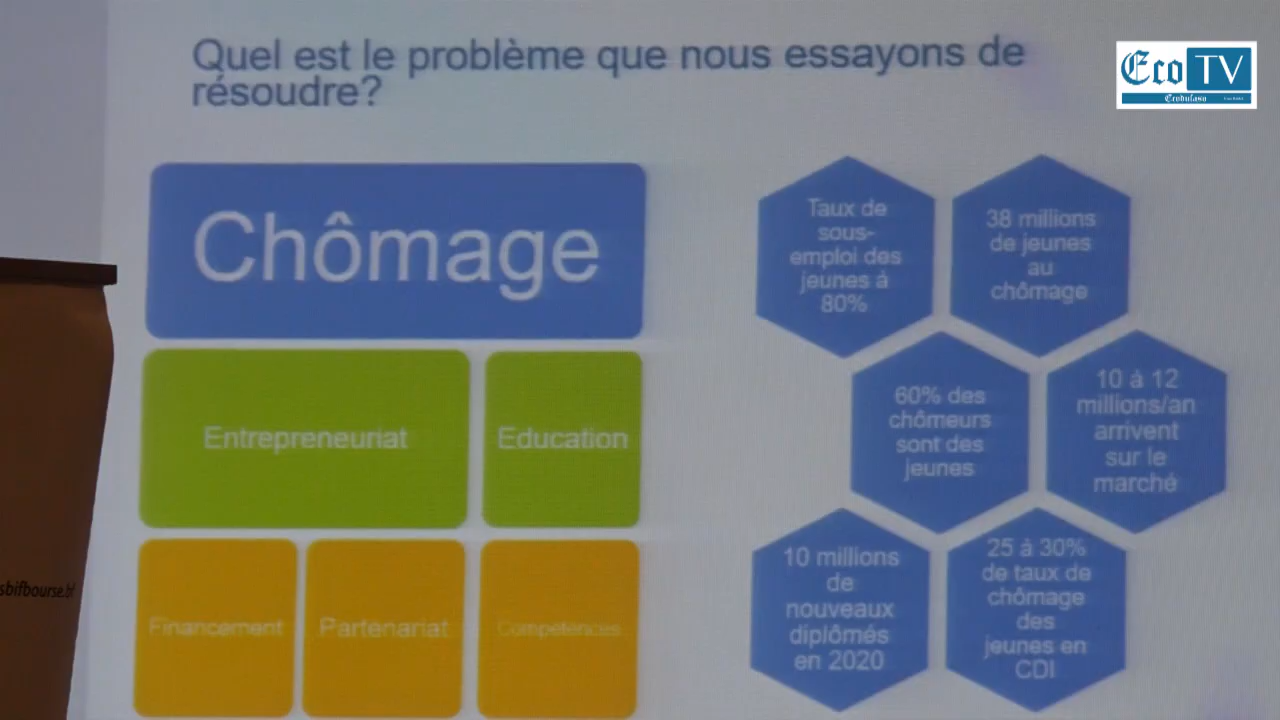 Quel est le problème que nous essayons de
résoudre?
Eco TV
Chômage
Entrepreneuriat
Education
Financement
Partenariat
Compétences
Taux de
sous-
emploi des
jeunes à
80%
38 millions
de jeunes
au
chômage
60% des
chômeurs
sont des
jeunes
10 à 12
millions/an
arrivent
sur le
marché
10 millions
de
nouveaux
diplômés
en 2020
25 à 30%
de taux de
chômage
des
jeunes en
CDI
sbifbourse.bf